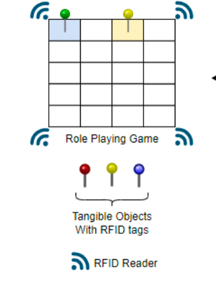 Role Playing Game
Tangible Objects
With RFID tags
RFID Reader